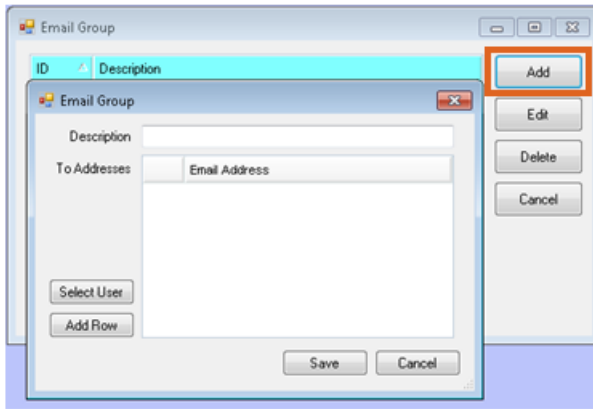 Email Group
ID Description
Add
Email Group
Edit
Description
Delete
To Addresses Email Address
Cancel
Select User
Add Row
Save Cancel